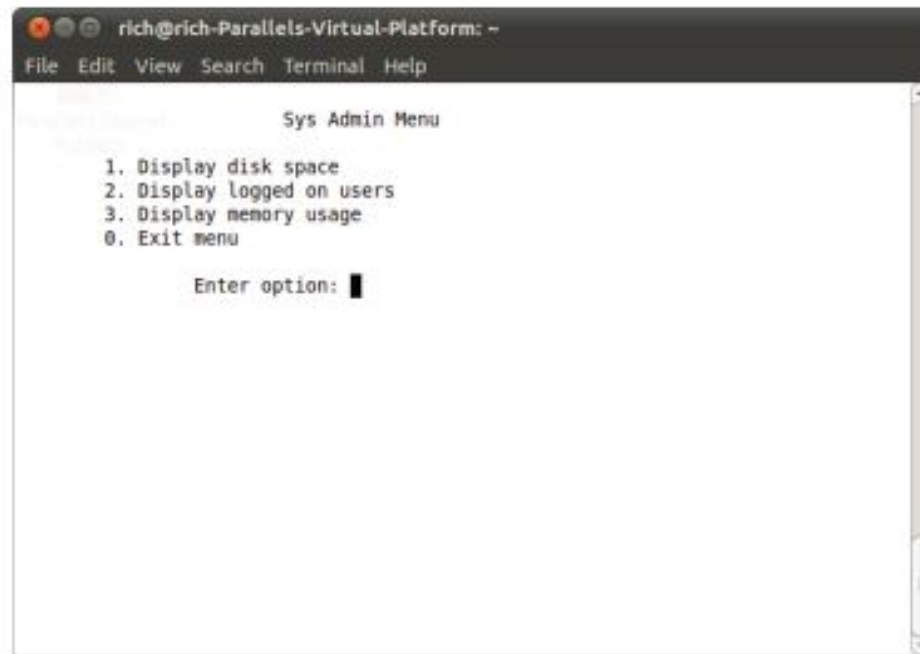 rich@rich-Parallels-Virtual-Platform: ~
File Edit View Search Terminal Help
Sys Admin Menu
1. Display disk space
2. Display logged on users
3. Display memory usage
0. Exit menu
Enter option: